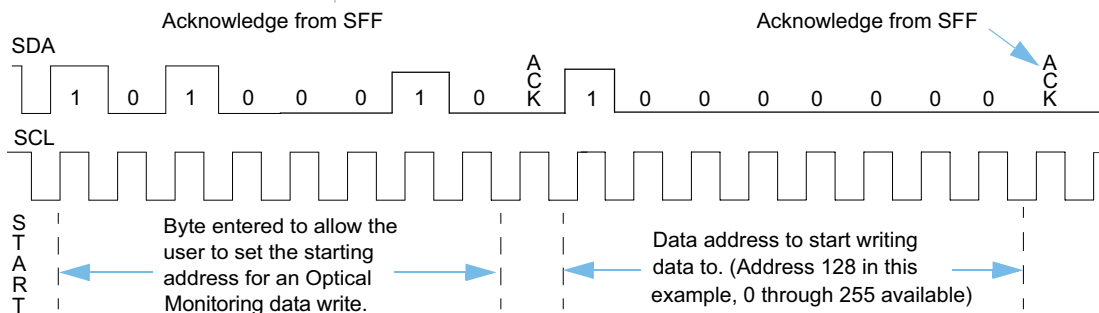 Acknowledge from SFF
Acknowledge from SFF
SDA
1 0 1 0 0 0 1 0 ACK 1 0 0 0 0 0 0 0 ACK
SCL
START
Byte entered to allow the
user to set the starting
address for an Optical
Monitoring data write.
Data address to start writing
data to. (Address 128 in this
example, 0 through 255 available)